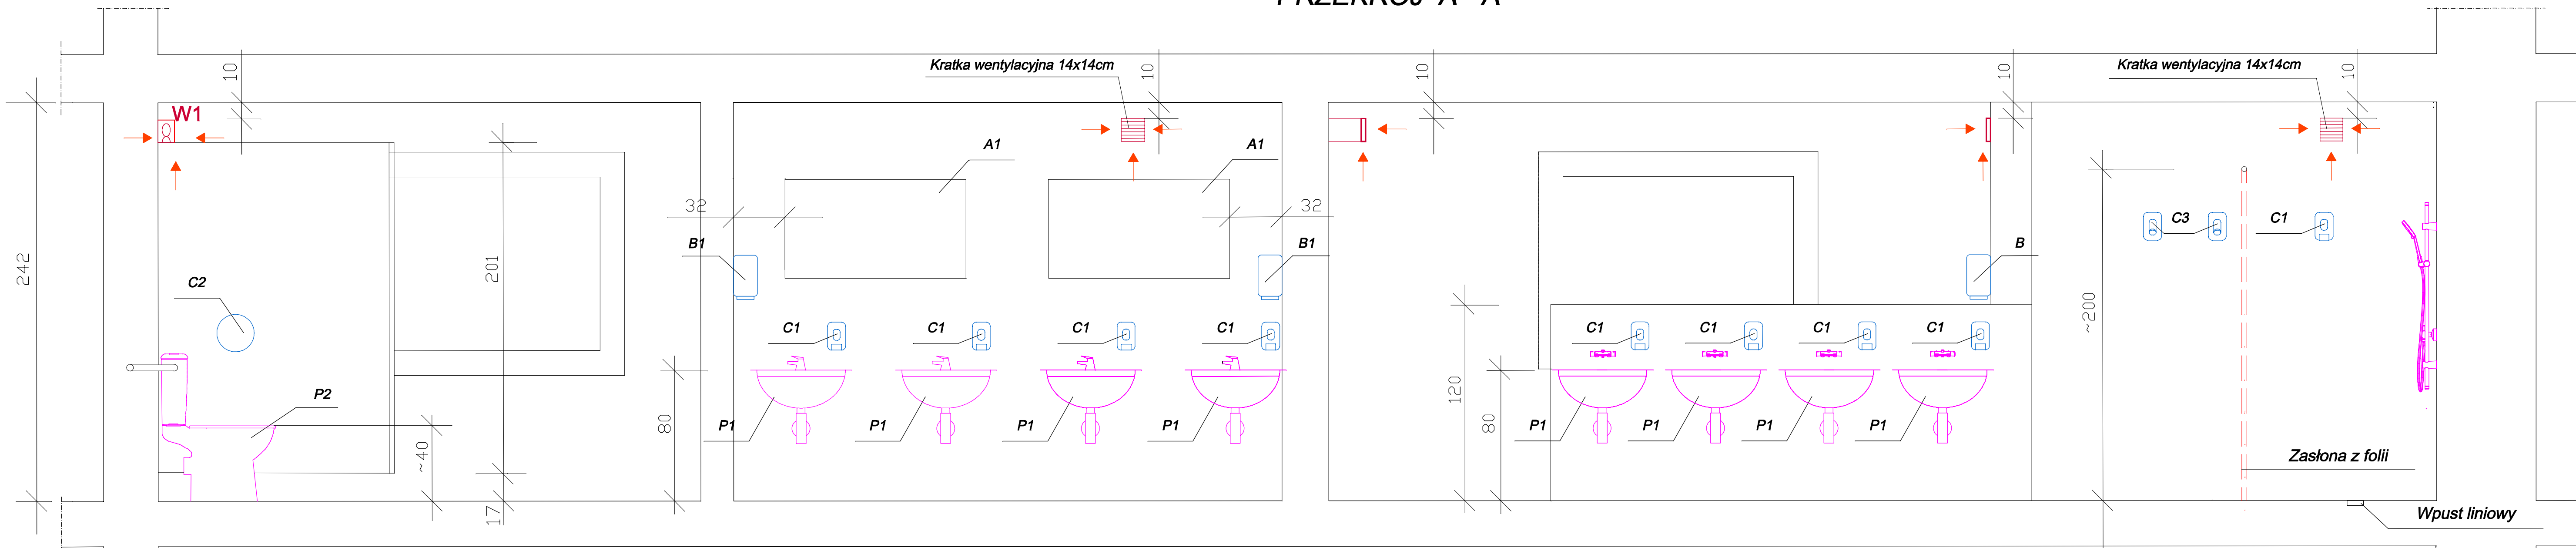 PRZEKRÓJ A - A
Kratka wentylacyjna 14x14cm
Kratka wentylacyjna 14x14cm
10
10
10
10
10
W1
A1
A1
32
32
B1
B1
B
C3
C1
242
201
C2
~200
C1
C1
C1
C1
C1
C1
C1
C1
P2
~40
80
120
80
P1
P1
P1
P1
P1
P1
P1
P1
Zasłona z folii
17
Wpust liniowy